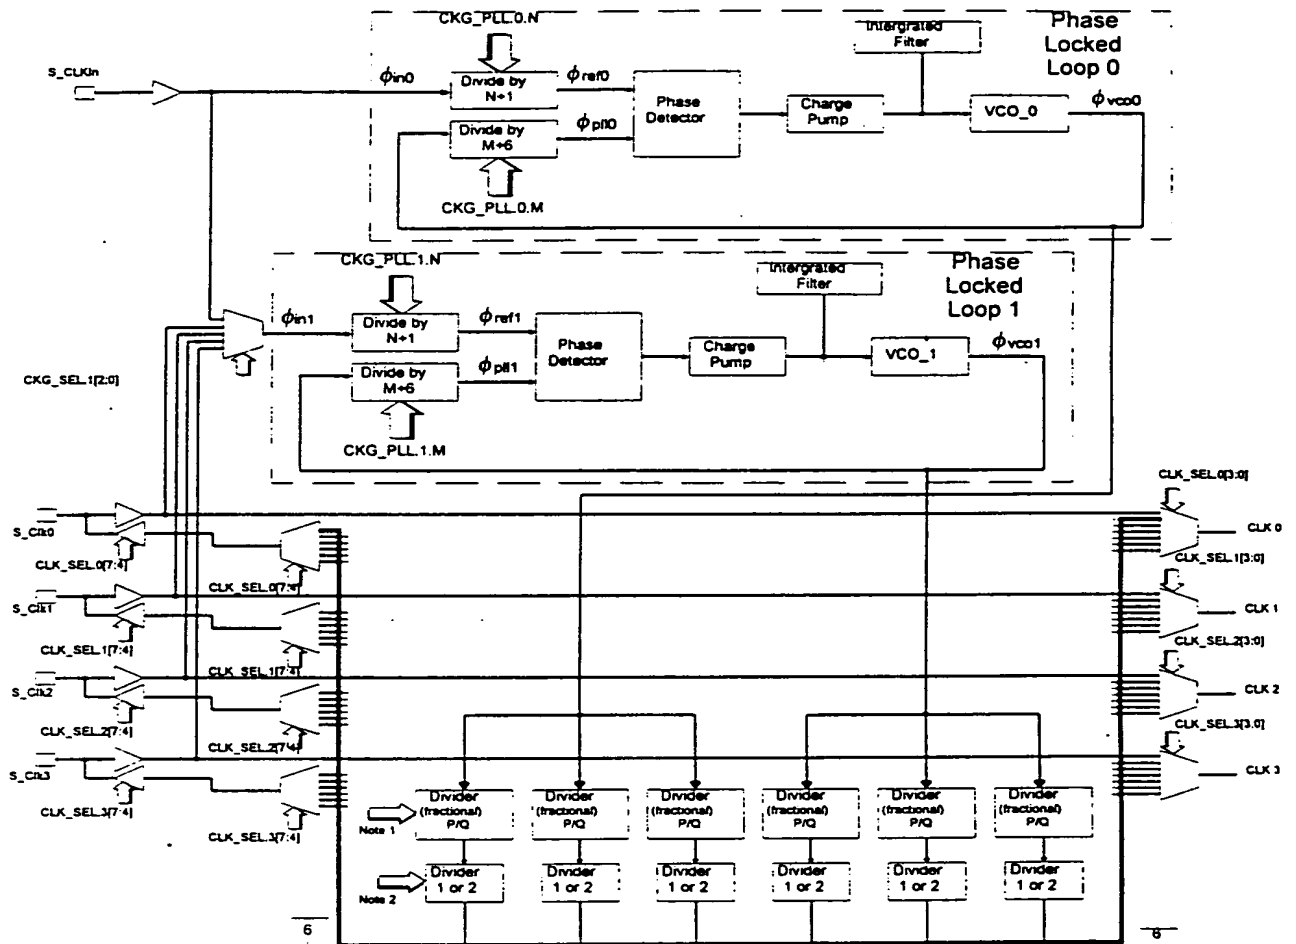 CKG_PLL.0.N
Intergrated
Filter
Phase
Locked
Loop 0
S_CLKin
ϕin0
Divide by
N+1
ϕref0
Phase
Detector
Charge
Pump
VCO_0
ϕvco0
Divide by
M+6
ϕpll0
CKG_PLL.0.M
CKG_PLL.1.N
Intergrated
Filter
Phase
Locked
Loop 1
ϕin1
Divide by
N+1
ϕref1
Phase
Detector
Charge
Pump
VCO_1
ϕvco1
Divide by
M+6
ϕpll1
CKG_SEL.1[2:0]
CKG_PLL.1.M
CLK_SEL.0[3:0]
S_Clk0
CLK 0
CLK_SEL.0[7:4]
CLK_SEL.0[7:4]
CLK_SEL.1[3:0]
S_Clk1
CLK 1
CLK_SEL.1[7:4]
CLK_SEL.1[7:4]
CLK_SEL.2[3:0]
S_Clk2
CLK 2
CLK_SEL.2[7:4]
CLK_SEL.2[7:4]
CLK_SEL.3[3:0]
S_Clk3
CLK 3
CLK_SEL.3[7:4]
CLK_SEL.3[7:4]
Note 1
Divider
(fractional)
P/Q
Divider
(fractional)
P/Q
Divider
(fractional)
P/Q
Divider
(fractional)
P/Q
Divider
(fractional)
P/Q
Divider
(fractional)
P/Q
Note 2
Divider
1 or 2
Divider
1 or 2
Divider
1 or 2
Divider
1 or 2
Divider
1 or 2
Divider
1 or 2
6
6